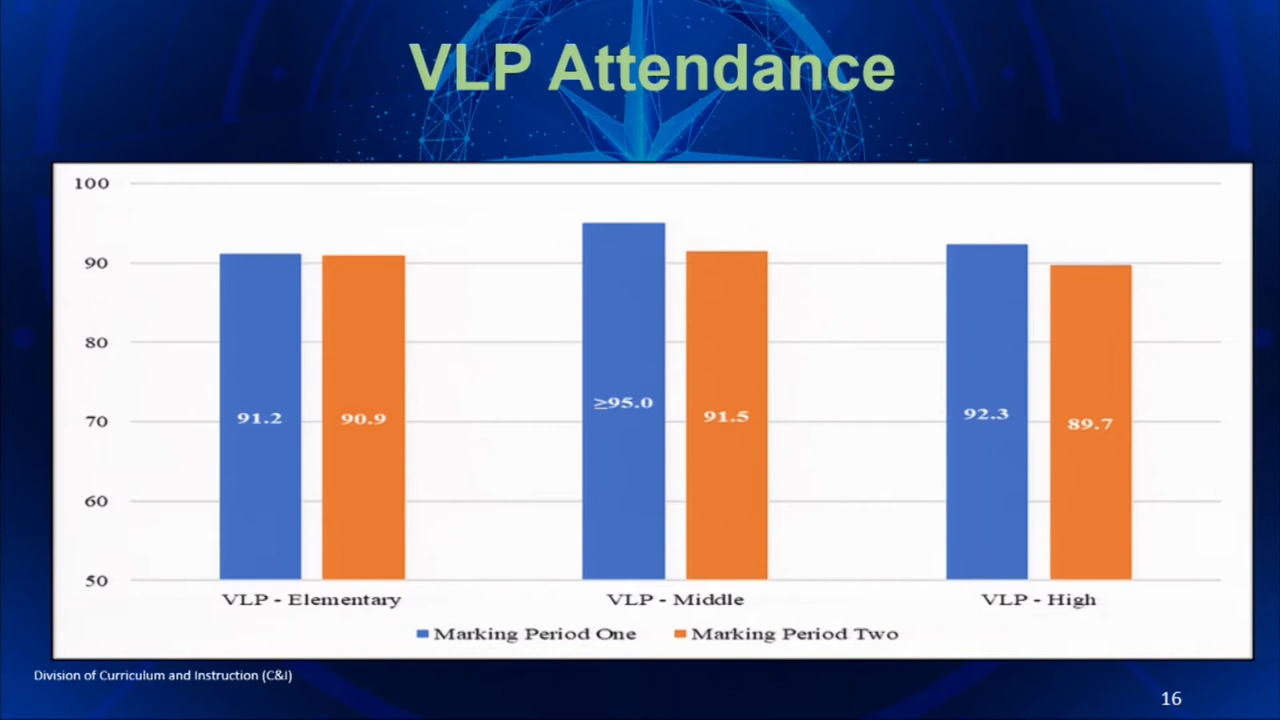 VLP Attendance
100
90
80
70
60
50
91.2
90.9
≥95.0
91.5
92.3
89.7
VLP - Elementary
VLP - Middle
VLP - High
Marking Period One
Marking Period Two
Division of Curriculum and Instruction (C&I)
16